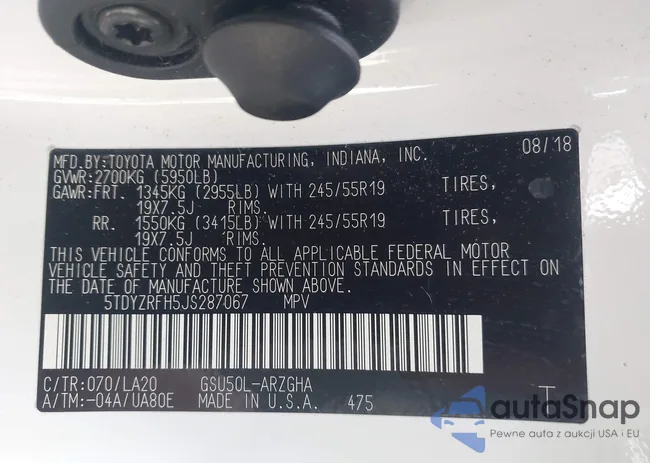 MFD.BY:TOYOTA MOTOR MANUFACTURING, INDIANA, INC. 08/18
GVWR:2700KG (5950LB)
GAWR:FRT. 1345KG (2955LB) WITH 245/55R19 TIRES,
19X7.5J RIMS.
RR. 1550KG (3415LB) WITH 245/55R19 TIRES,
19X7.5J RIMS.
THIS VEHICLE CONFORMS TO ALL APPLICABLE FEDERAL MOTOR
VEHICLE SAFETY AND THEFT PREVENTION STANDARDS IN EFFECT ON
THE DATE OF MANUFACTURE SHOWN ABOVE.
5TDYZRFH5JS287067 MPV
C/TR:070/LA20 GSU50L-ARZGHA
A/TM:-04A/UA80E MADE IN U.S.A. 475 T
autaSnap
Pewne auta z aukcji USA i EU